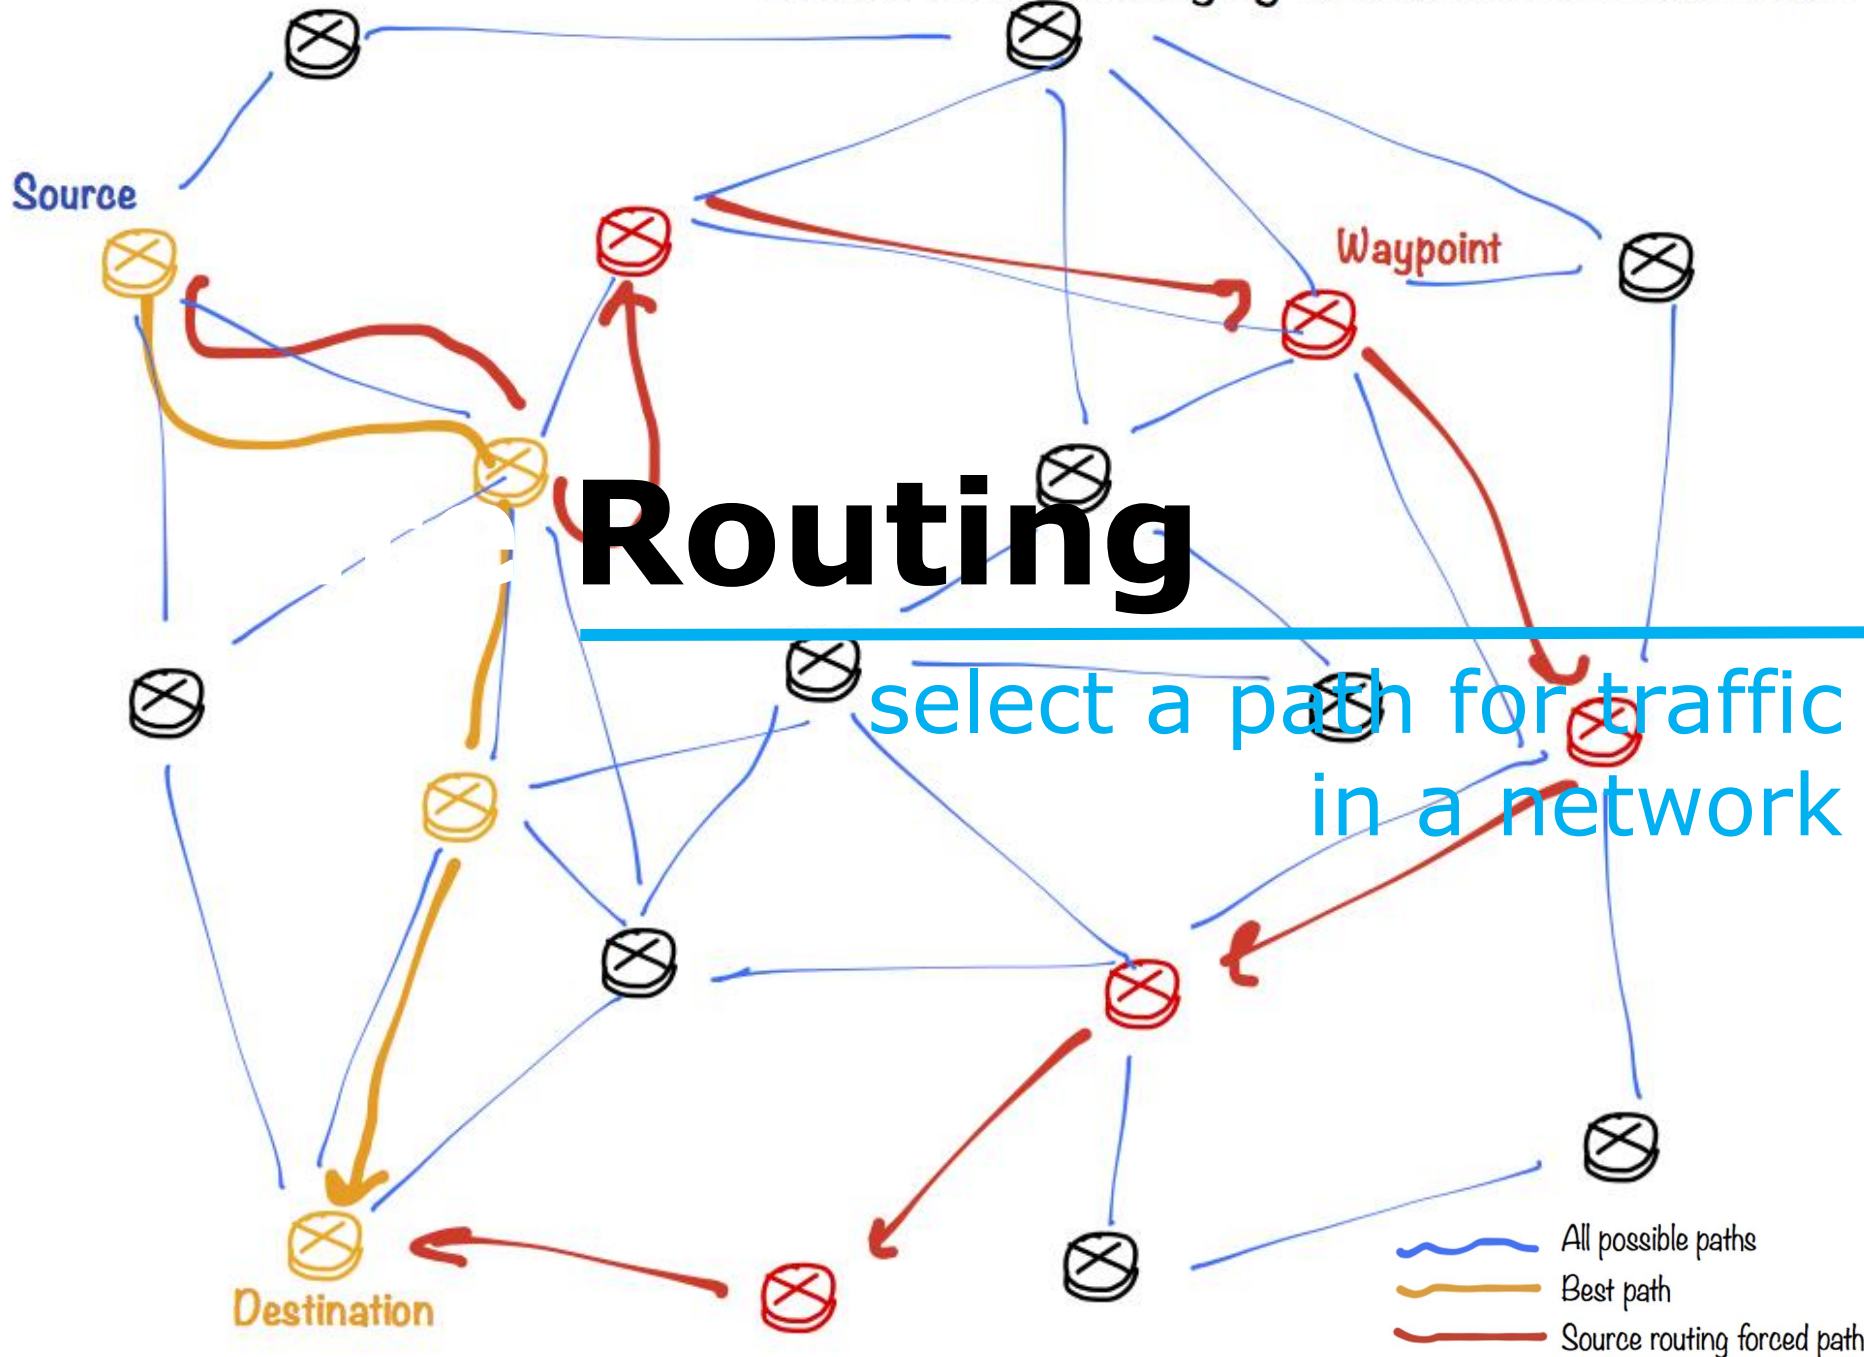 Source
Waypoint
Routing
select a path for traffic
in a network
All possible paths
Best path
Source routing forced path
Destination